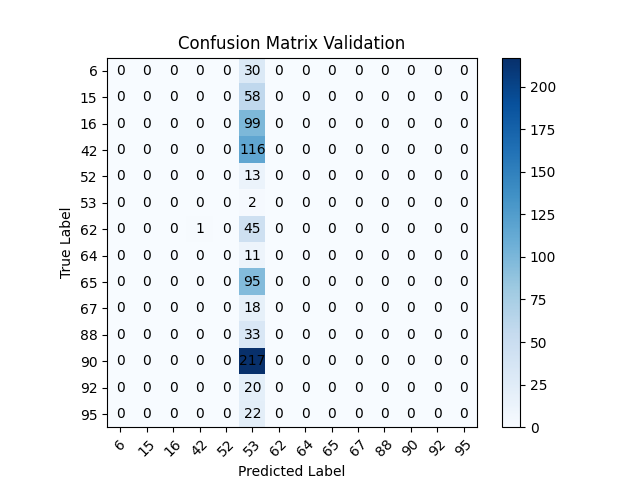 Confusion Matrix Validation
6 0 0 0 0 0 30 0 0 0 0 0 0 0 0
15 0 0 0 0 0 58 0 0 0 0 0 0 0 0
16 0 0 0 0 0 99 0 0 0 0 0 0 0 0
42 0 0 0 0 0 116 0 0 0 0 0 0 0 0
52 0 0 0 0 0 13 0 0 0 0 0 0 0 0
53 0 0 0 0 0 2 0 0 0 0 0 0 0 0
62 0 0 0 1 0 45 0 0 0 0 0 0 0 0
64 0 0 0 0 0 11 0 0 0 0 0 0 0 0
65 0 0 0 0 0 95 0 0 0 0 0 0 0 0
67 0 0 0 0 0 18 0 0 0 0 0 0 0 0
88 0 0 0 0 0 33 0 0 0 0 0 0 0 0
90 0 0 0 0 0 217 0 0 0 0 0 0 0 0
92 0 0 0 0 0 20 0 0 0 0 0 0 0 0
95 0 0 0 0 0 22 0 0 0 0 0 0 0 0
6 15 16 42 52 53 62 64 65 67 88 90 92 95
Predicted Label
True Label
200
175
150
125
100
75
50
25
0